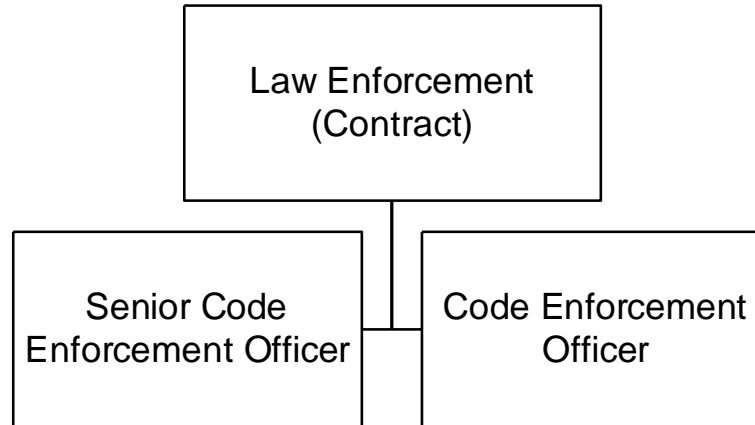 Law Enforcement
(Contract)
Senior Code
Enforcement Officer
Code Enforcement
Officer